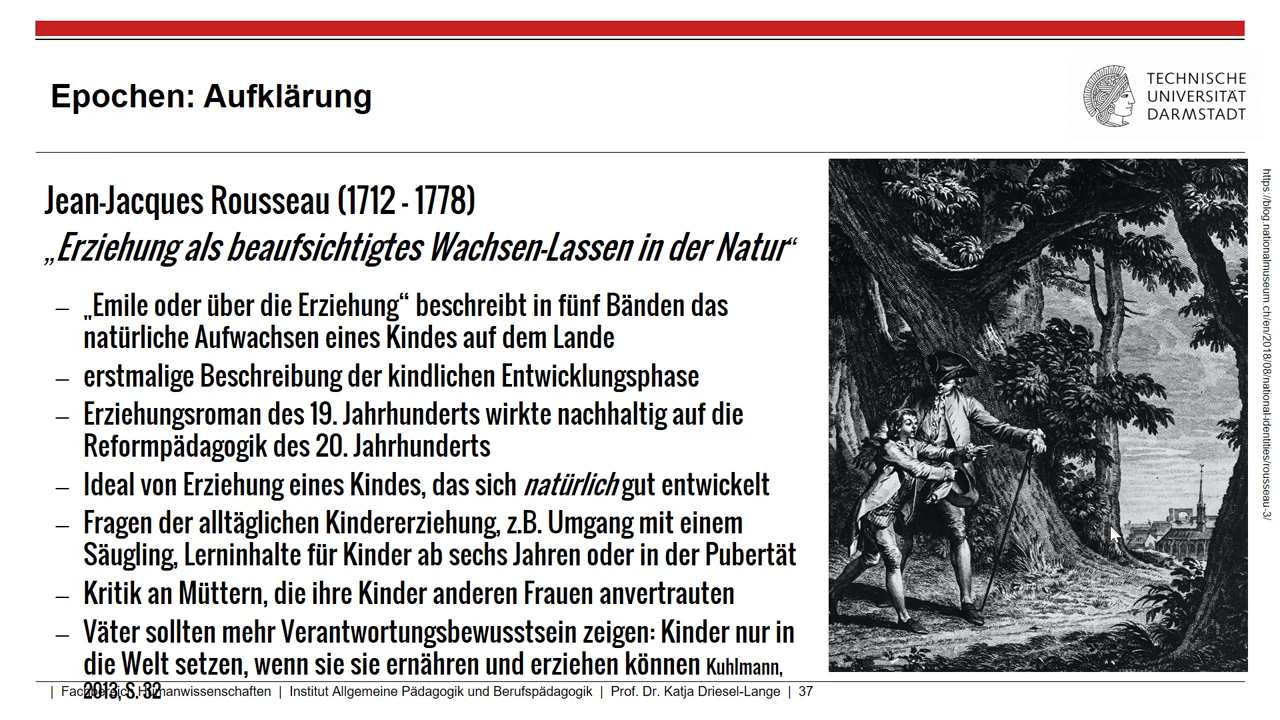 Epochen: Aufklärung
TECHNISCHE
UNIVERSITÄT
DARMSTADT
Jean-Jacques Rousseau (1712 - 1778)
„Erziehung als beaufsichtigtes Wachsen-Lassen in der Natur“
– „Emile oder über die Erziehung“ beschreibt in fünf Bänden das
natürliche Aufwachsen eines Kindes auf dem Lande
– erstmalige Beschreibung der kindlichen Entwicklungsphase
– Erziehungsroman des 19. Jahrhunderts wirkte nachhaltig auf die
Reformpädagogik des 20. Jahrhunderts
– Ideal von Erziehung eines Kindes, das sich natürlich gut entwickelt
– Fragen der alltäglichen Kindererziehung, z.B. Umgang mit einem
Säugling, Lerninhalte für Kinder ab sechs Jahren oder in der Pubertät
– Kritik an Müttern, die ihre Kinder anderen Frauen anvertrauten
– Väter sollten mehr Verantwortungsbewusstsein zeigen: Kinder nur in
die Welt setzen, wenn sie sie ernähren und erziehen können Kuhlmann,
2013, S. 32
https://blog.nationalmuseum.ch/en/2018/08/national-identities/rousseau-3/
| Fachbereich Humanwissenschaften | Institut Allgemeine Pädagogik und Berufspädagogik | Prof. Dr. Katja Driesel-Lange | 37